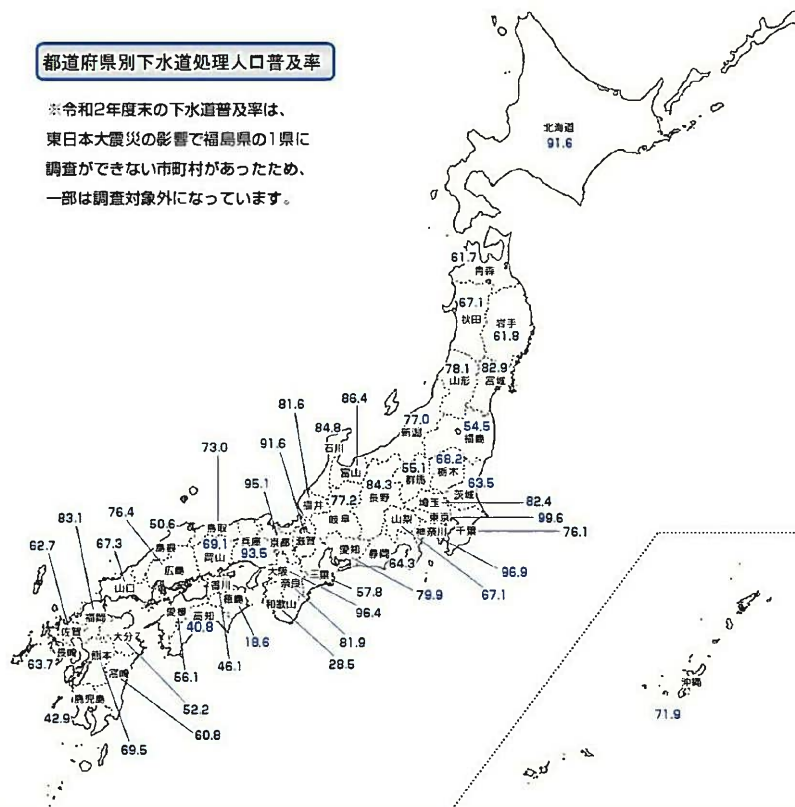 都道府県別下水道処理人口普及率
※令和2年度末の下水道普及率は、
東日本大震災の影響で福島県の1県に
調査ができない市町村があったため、
一部は調査対象外になっています。
北海道
91.6
61.7
青森
67.1
秋田
岩手
61.8
78.1
山形
82.9
宮城
77.0
新潟
54.5
福島
86.4
81.6
84.8
石川
富山
73.0
91.6
55.1
群馬
68.2
栃木
63.5
茨城
84.3
長野
95.1
福井
77.2
岐阜
埼玉
82.4
東京
99.6
山梨
神奈川
千葉
76.1
76.4
50.6
鳥取
69.1
岡山
兵庫
93.5
京都
滋賀
愛知
静岡
64.3
83.1
島根
62.7
67.3
広島
96.9
67.1
79.9
大阪
三重
57.8
奈良
96.4
和歌山
81.9
28.5
山口
香川
徳島
愛媛
高知
40.8
18.6
46.1
56.1
福岡
佐賀
大分
長崎
63.7
熊本
宮崎
52.2
鹿児島
42.9
60.8
69.5
沖縄
71.9